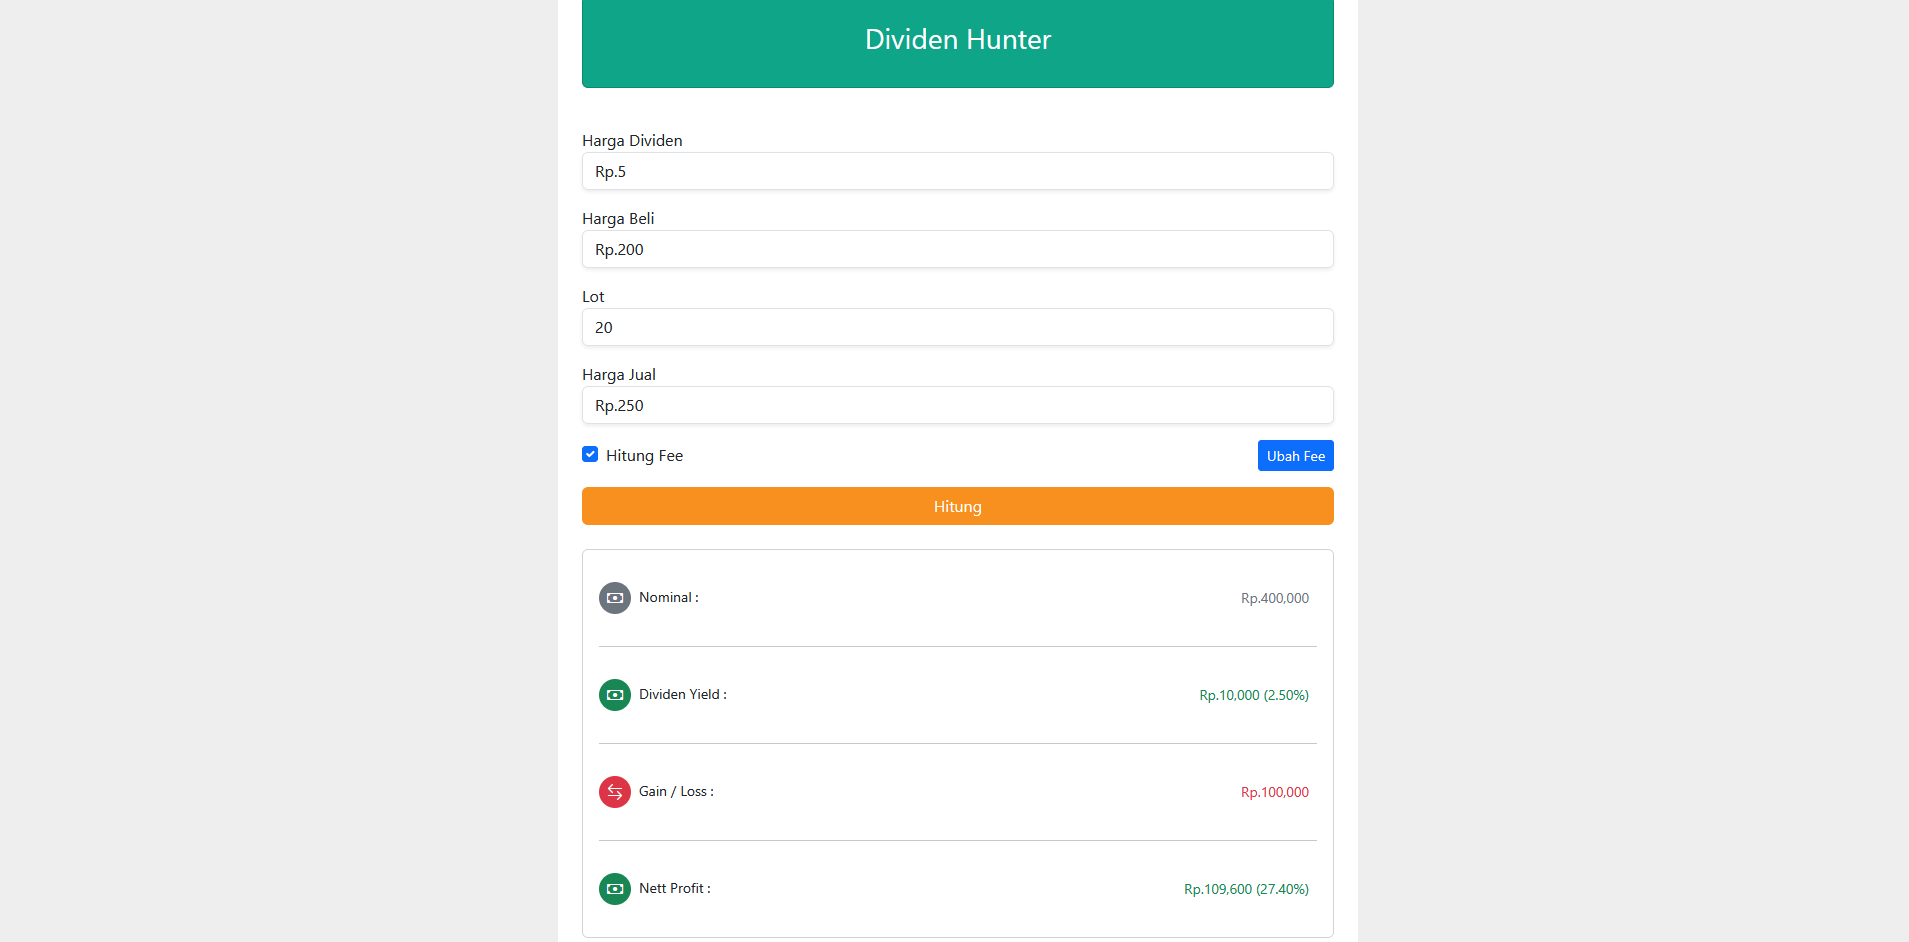 Dividen Hunter
Harga Dividen
Rp.5
Harga Beli
Rp.200
Lot
20
Harga Jual
Rp.250
Hitung Fee
Ubah Fee
Hitung
Nominal : Rp.400,000
Dividen Yield : Rp.10,000 (2.50%)
Gain / Loss : Rp.100,000
Nett Profit : Rp.109,600 (27.40%)